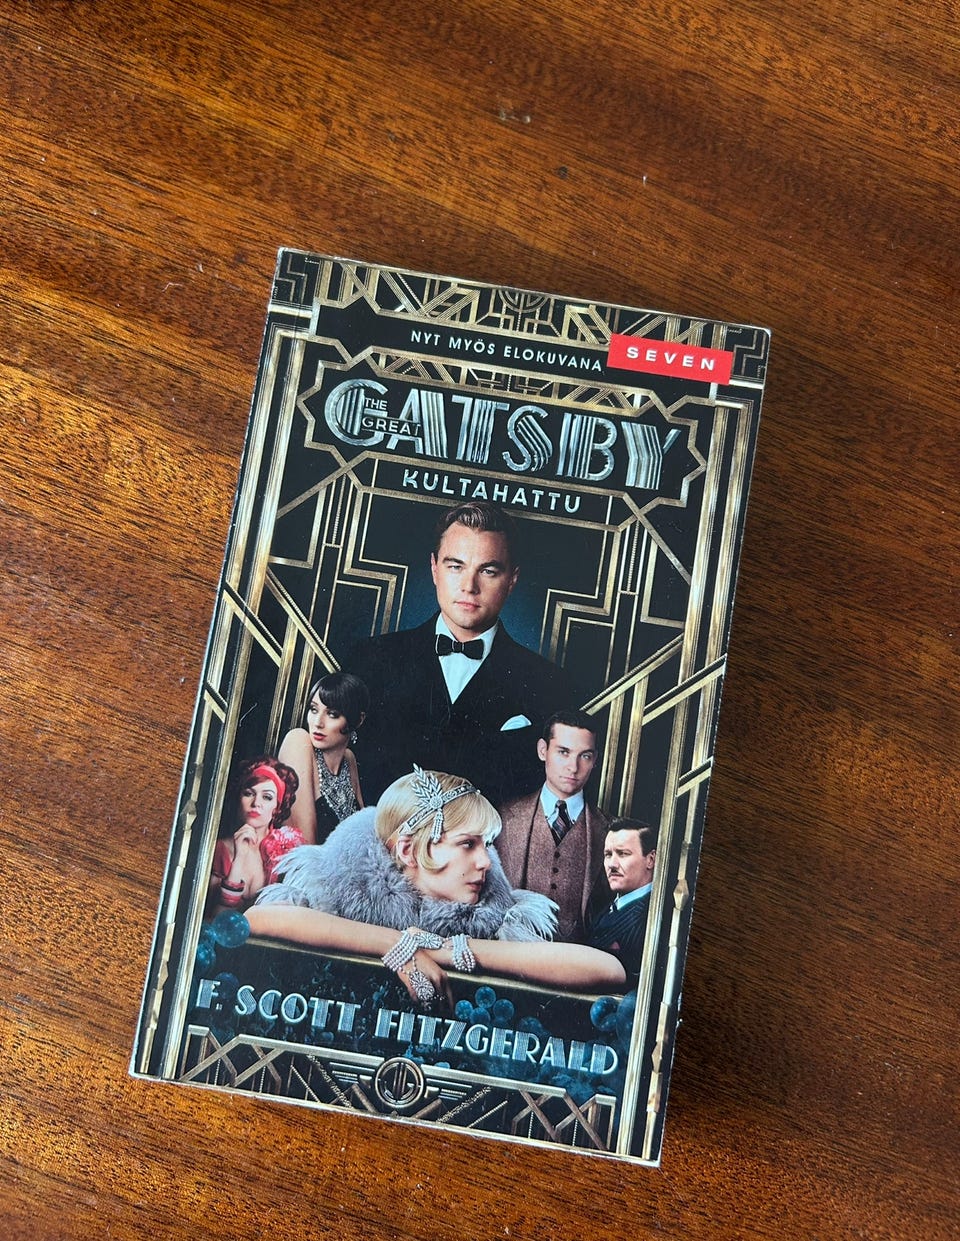 NYT MYÖS ELOKUVANA
SEVEN
THE GREAT GATSBY
KULTAHATTU
F. SCOTT FITZGERALD